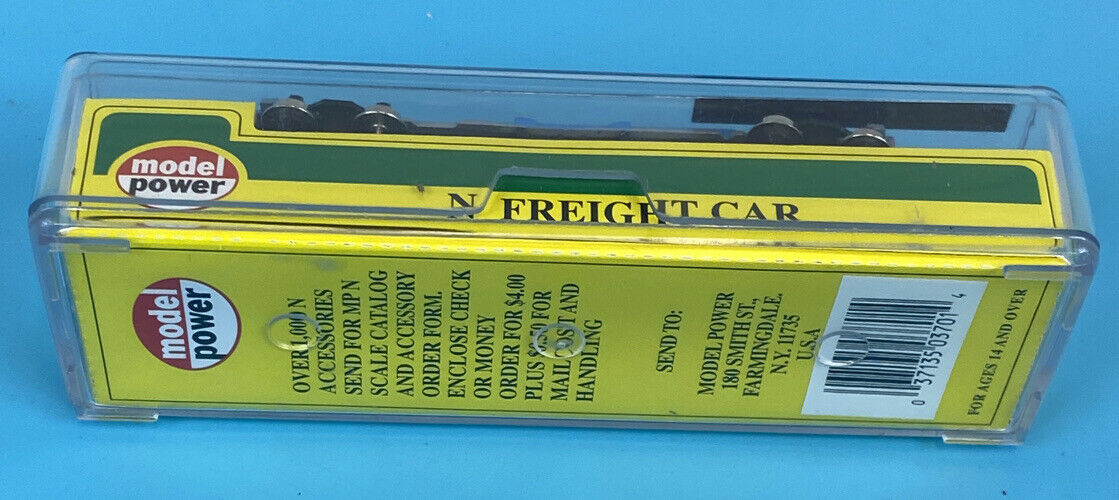 model
power
N FREIGHT CAR
model
power
OVER 1,000 N
ACCESSORIES
SEND FOR MP N
SCALE CATALOG
AND ACCESSORY
ORDER FORM.
ENCLOSE CHECK
OR MONEY
ORDER FOR $4.00
PLUS 50 FOR
MAILING AND
HANDLING
SEND TO:
MODEL POWER
180 SMITH ST.,
FARMINGDALE.
N.Y. 11735
U.S.A
0 37135 03701 4
FOR AGES 14 AND OVER